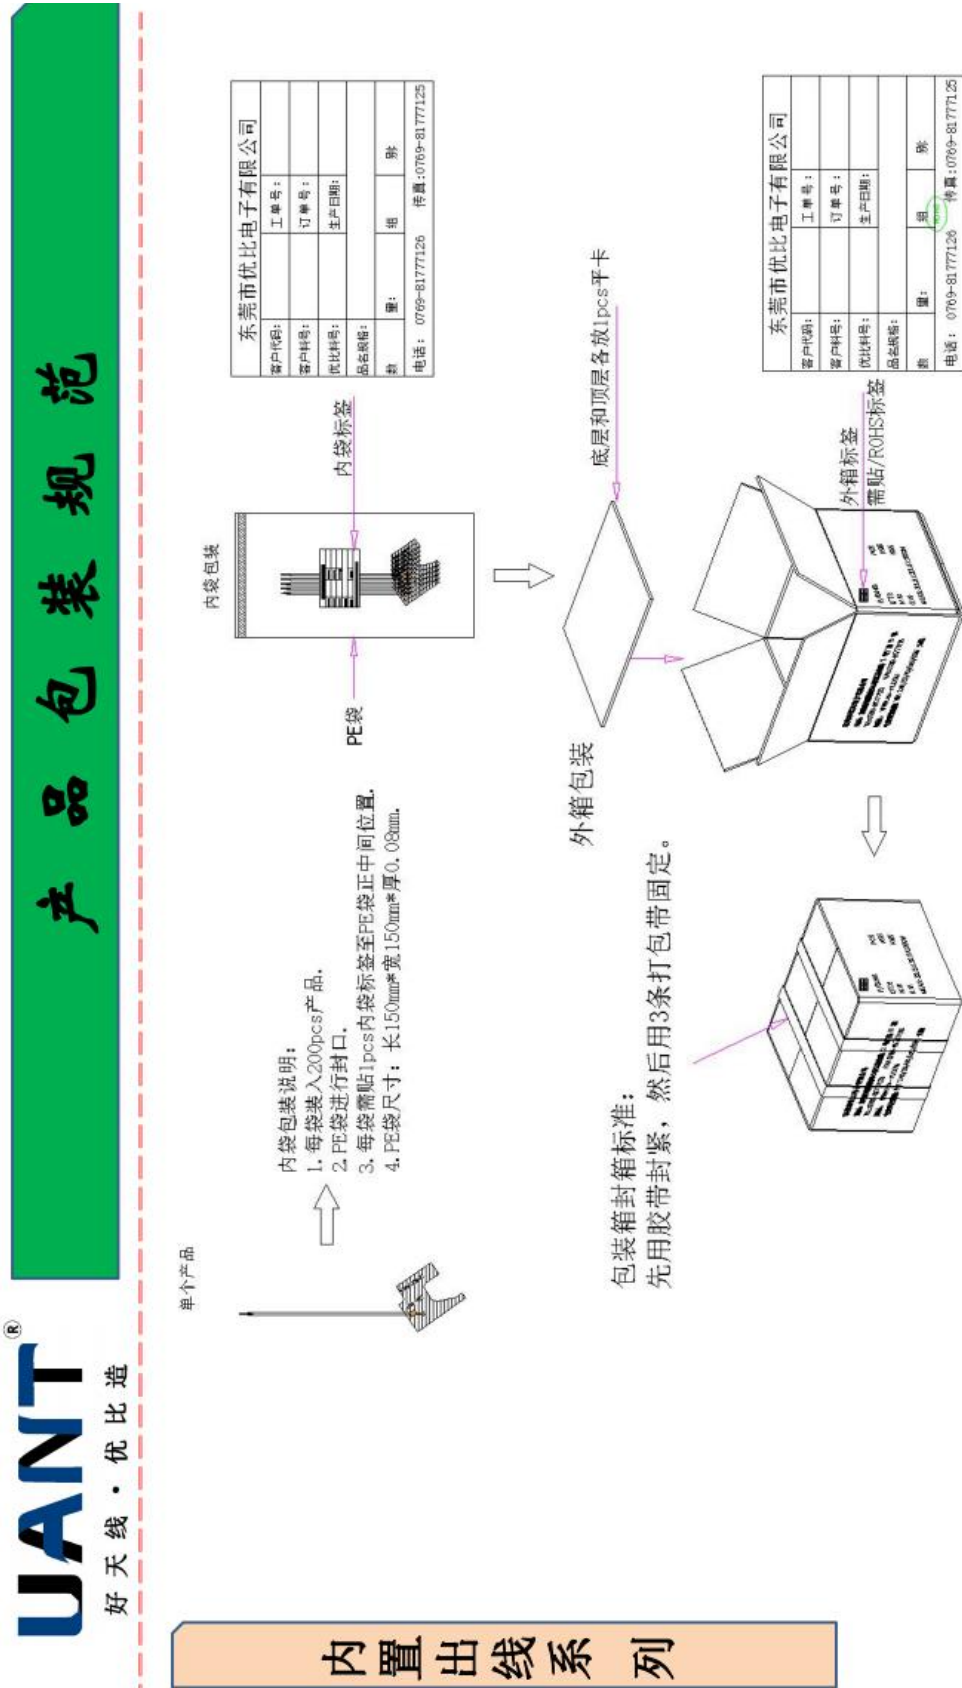 UANT®
好天线·优比造
产品包装规范
内置出线系列
单个产品
内袋包装说明：
1. 每袋装入200pcs产品.
2. PE袋进行封口.
3. 每袋需贴1pcs内袋标签至PE袋正中间位置.
4. PE袋尺寸：长150mm*宽150mm*厚0.08mm.
内袋包装
PE袋
内袋标签
东莞市优比电子有限公司
客户代码: 工单号:
客户料号: 订单号:
优比料号: 生产日期:
品名规格:
数 量: 组 别:
电话: 0769-81777126 传真:0769-81777125
外箱包装
底层和顶层各放1pcs平卡
包装箱封箱标准：
先用胶带封紧，然后用3条打包带固定。
外箱标签
需贴/ROHS标签
东莞市优比电子有限公司
客户代码: 工单号:
客户料号: 订单号:
优比料号: 生产日期:
品名规格:
数 量: 组 别:
电话: 0769-81777126 传真:0769-81777125